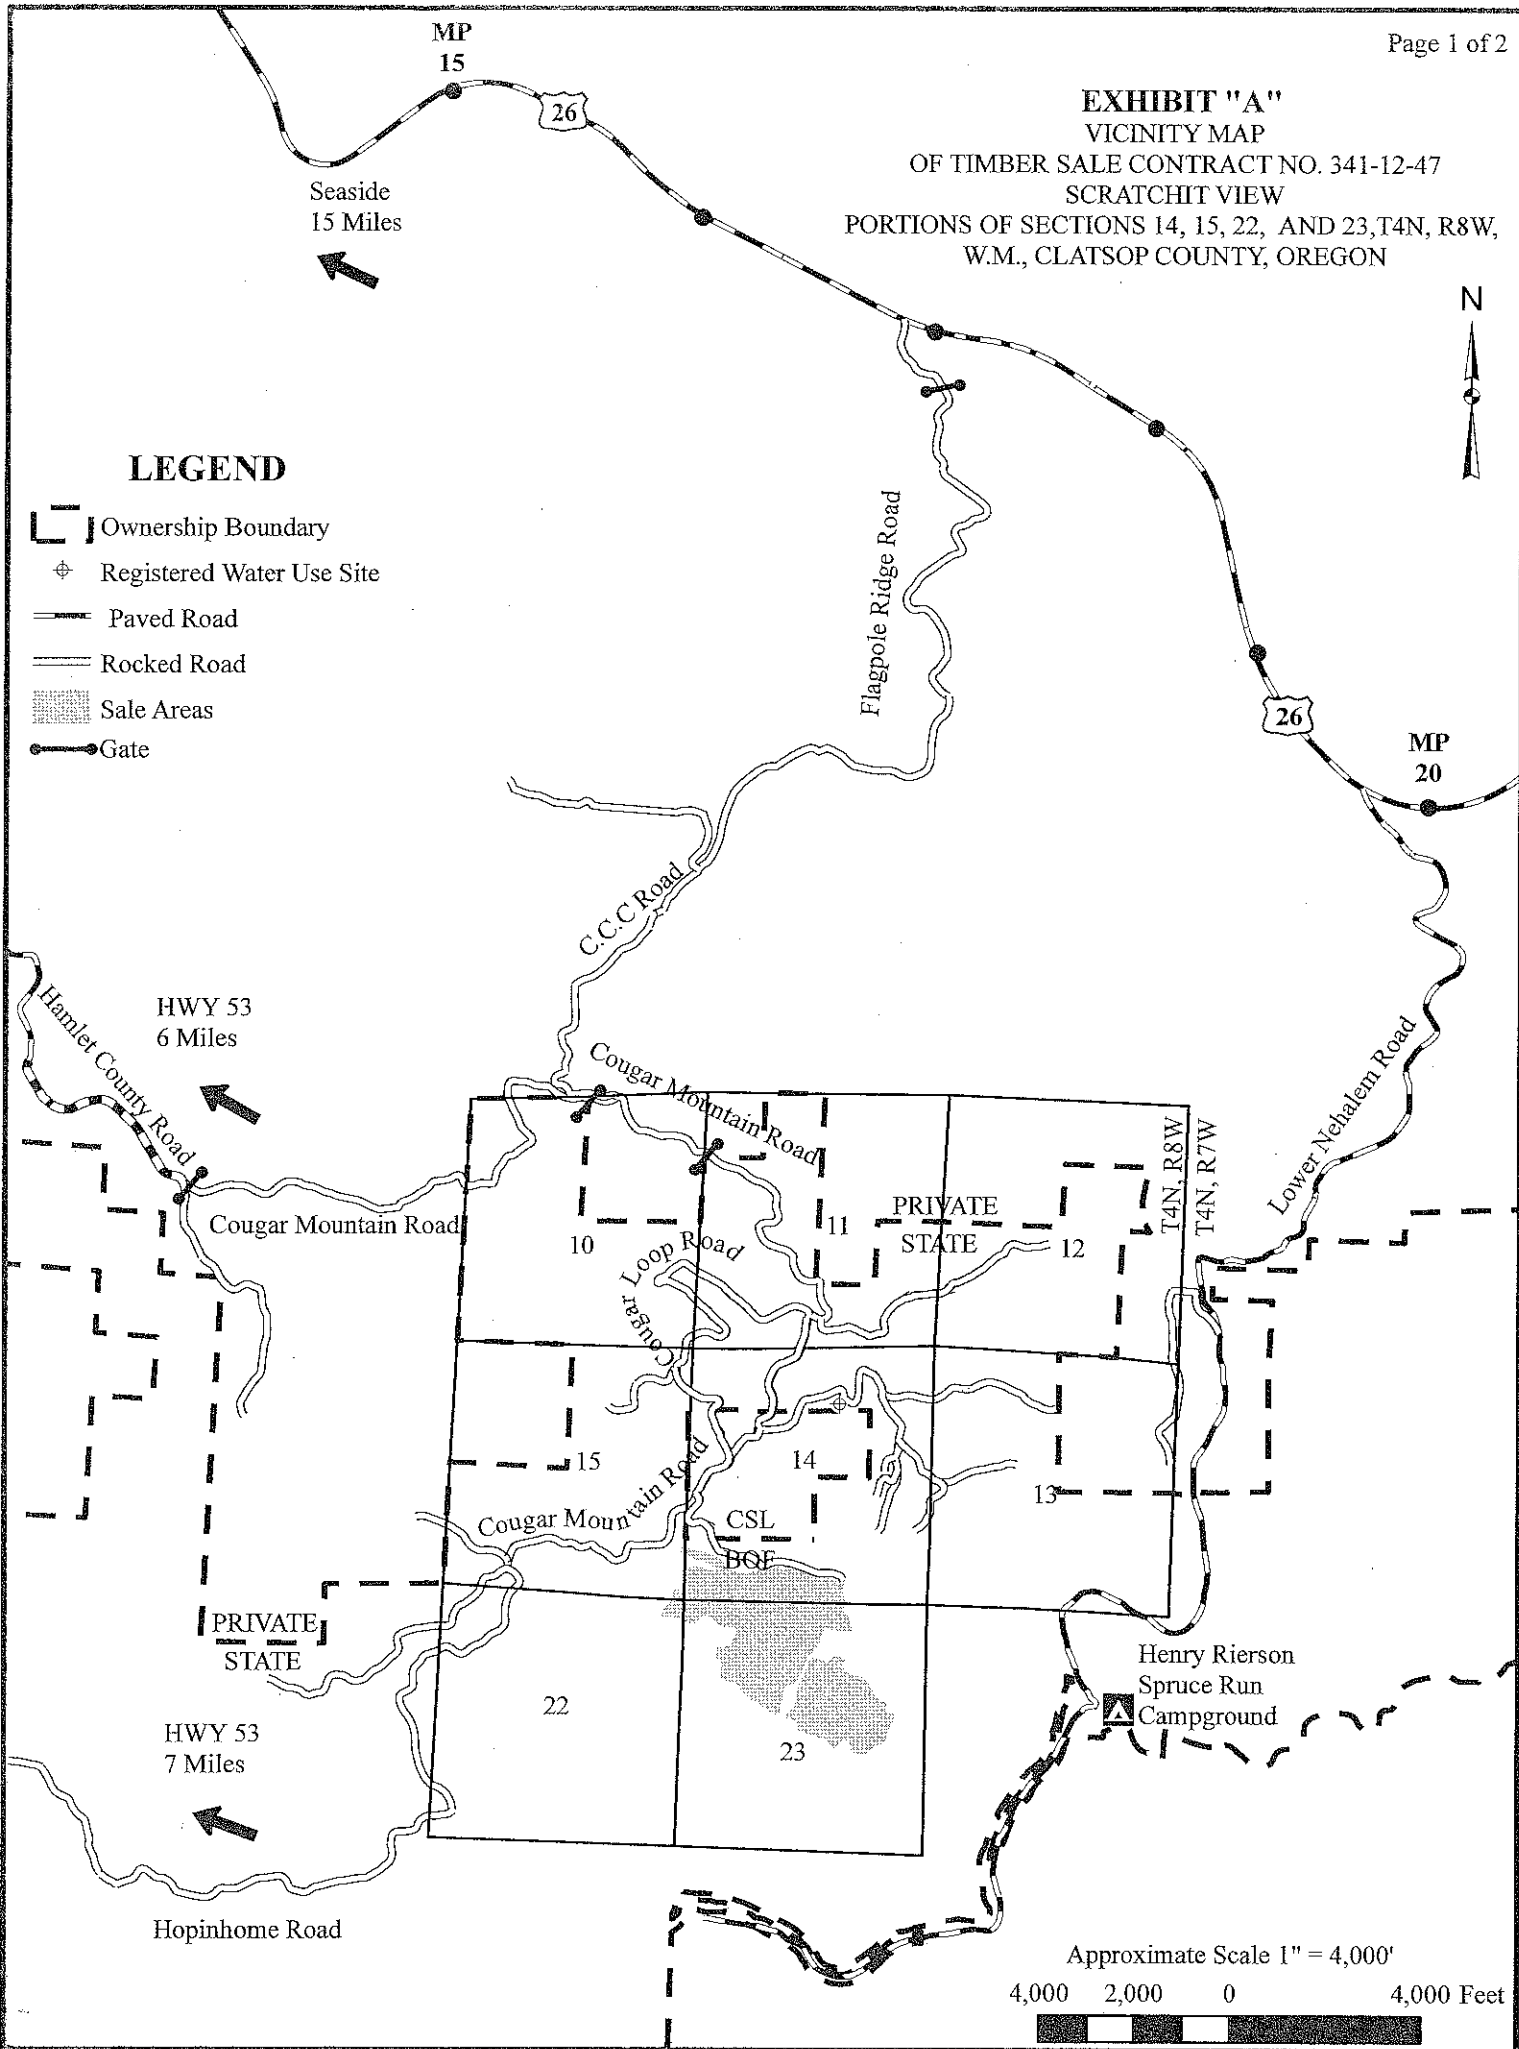 Page 1 of 2
MP
15
26
EXHIBIT "A"
VICINITY MAP
OF TIMBER SALE CONTRACT NO. 341-12-47
SCRATCHIT VIEW
PORTIONS OF SECTIONS 14, 15, 22, AND 23,T4N, R8W,
W.M., CLATSOP COUNTY, OREGON
Seaside
15 Miles
N
LEGEND
Ownership Boundary
Registered Water Use Site
Paved Road
Rocked Road
Sale Areas
Gate
Flagpole Ridge Road
26
MP
20
C.C.C Road
HWY 53
6 Miles
Hamlet County Road
Cougar Mountain Road
Lower Nehalem Road
T4N, R8W
T4N, R7W
Cougar Mountain Road
PRIVATE
STATE
10
11
12
Cougar Loop Road
15
14
13
Cougar Mountain Road
CSL
BOF
PRIVATE
STATE
Henry Rierson
Spruce Run
Campground
22
23
HWY 53
7 Miles
Hopinhome Road
Approximate Scale 1" = 4,000'
4,000 2,000 0 4,000 Feet